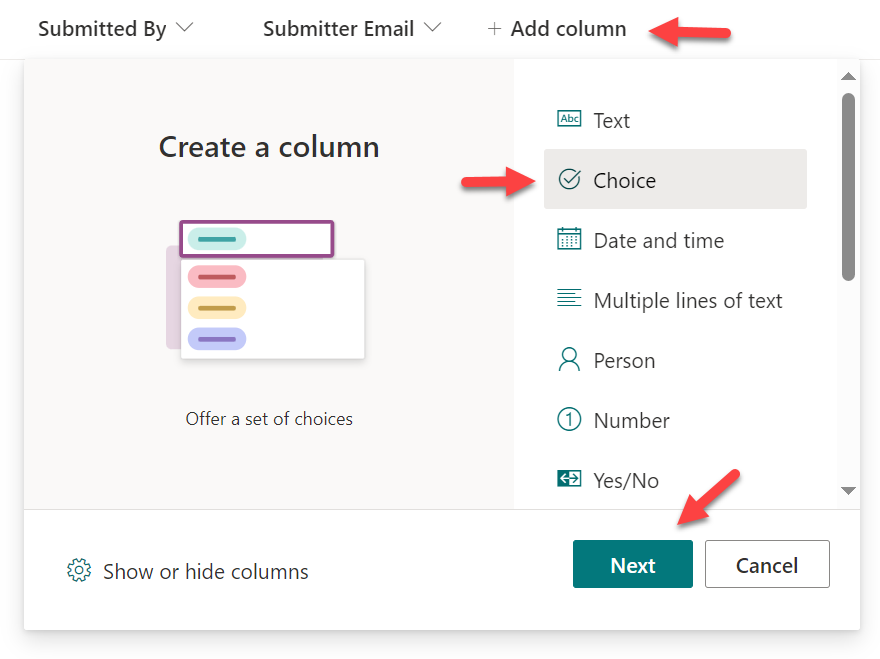 Submitted By
Submitter Email
Add column
Create a column
Offer a set of choices
Abc Text
Choice
Date and time
Multiple lines of text
Person
1 Number
Yes/No
Show or hide columns
Next
Cancel